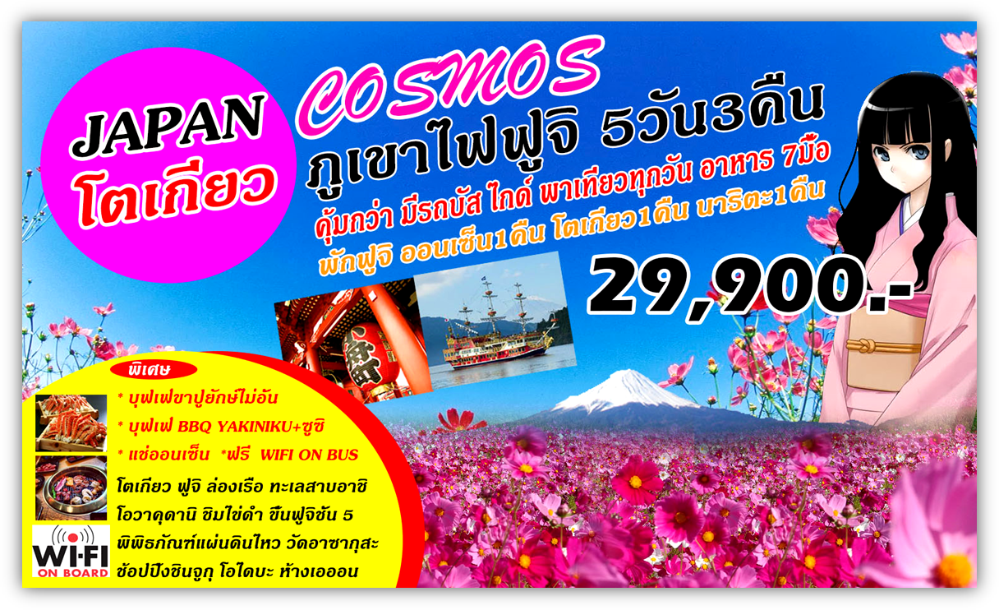 JAPAN
โตเกียว
COSMOS
ภูเขาไฟฟูจิ 5วัน3คืน
คุ้มกว่า มีรถบัส ไกด์ พาเที่ยวทุกวัน อาหาร 7มื้อ
พักฟูจิ ออนเซ็น1คืน โตเกียว1คืน นาริตะ1คืน
29,900.-
小舟町
พิเศษ
* บุฟเฟขาปูยักษ์ไม่อั้น
* บุฟเฟ BBQ YAKINIKU+ซูซิ
* แช่ออนเซ็น *ฟรี WIFI ON BUS
โตเกียว ฟูจิ ล่องเรือ ทะเลสาบอาชิ
โอวาคุดานิ ชิมไข่ดำ ขึ้นฟูจิชั้น 5
พิพิธภัณฑ์แผ่นดินไหว วัดอาซากุสะ
ช้อปปิ้งชินจูกุ โอไดบะ ห้างเอออน
WI-FI
ON BOARD